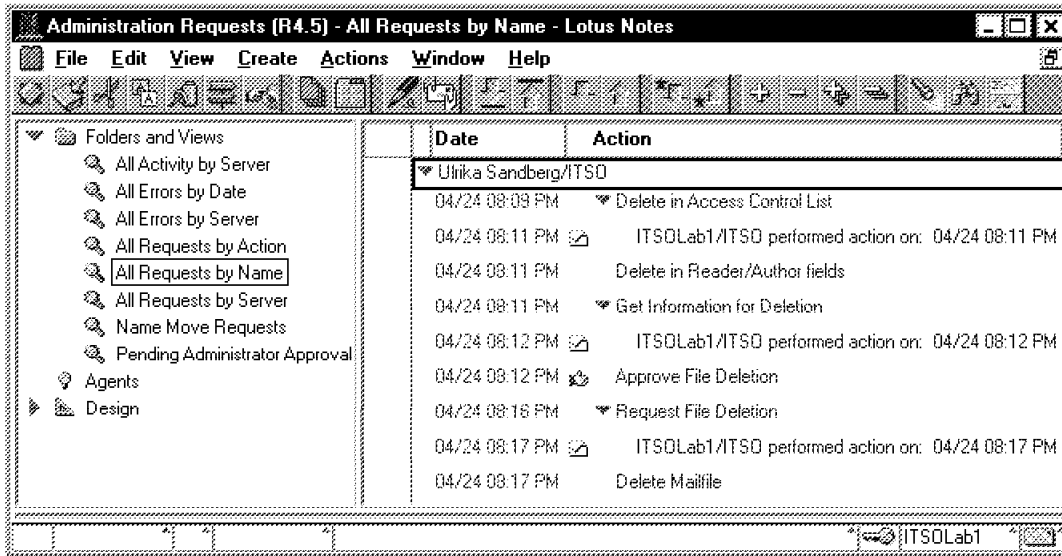 Administration Requests (R4.5) - All Requests by Name - Lotus Notes
File Edit View Create Actions Window Help
Folders and Views
All Activity by Server
All Errors by Date
All Errors by Server
All Requests by Action
All Requests by Name
All Requests by Server
Name Move Requests
Pending Administrator Approval
Agents
Design
Date Action
Ulrika Sandberg/ITSO
04/24 08:09 PM Delete in Access Control List
04/24 08:11 PM ITSOLab1/ITSO performed action on: 04/24 08:11 PM
04/24 08:11 PM Delete in Reader/Author fields
04/24 08:11 PM Get Information for Deletion
04/24 08:12 PM ITSOLab1/ITSO performed action on: 04/24 08:12 PM
04/24 08:12 PM Approve File Deletion
04/24 08:16 PM Request File Deletion
04/24 08:17 PM ITSOLab1/ITSO performed action on: 04/24 08:17 PM
04/24 08:17 PM Delete Mailfile
ITSOLab1